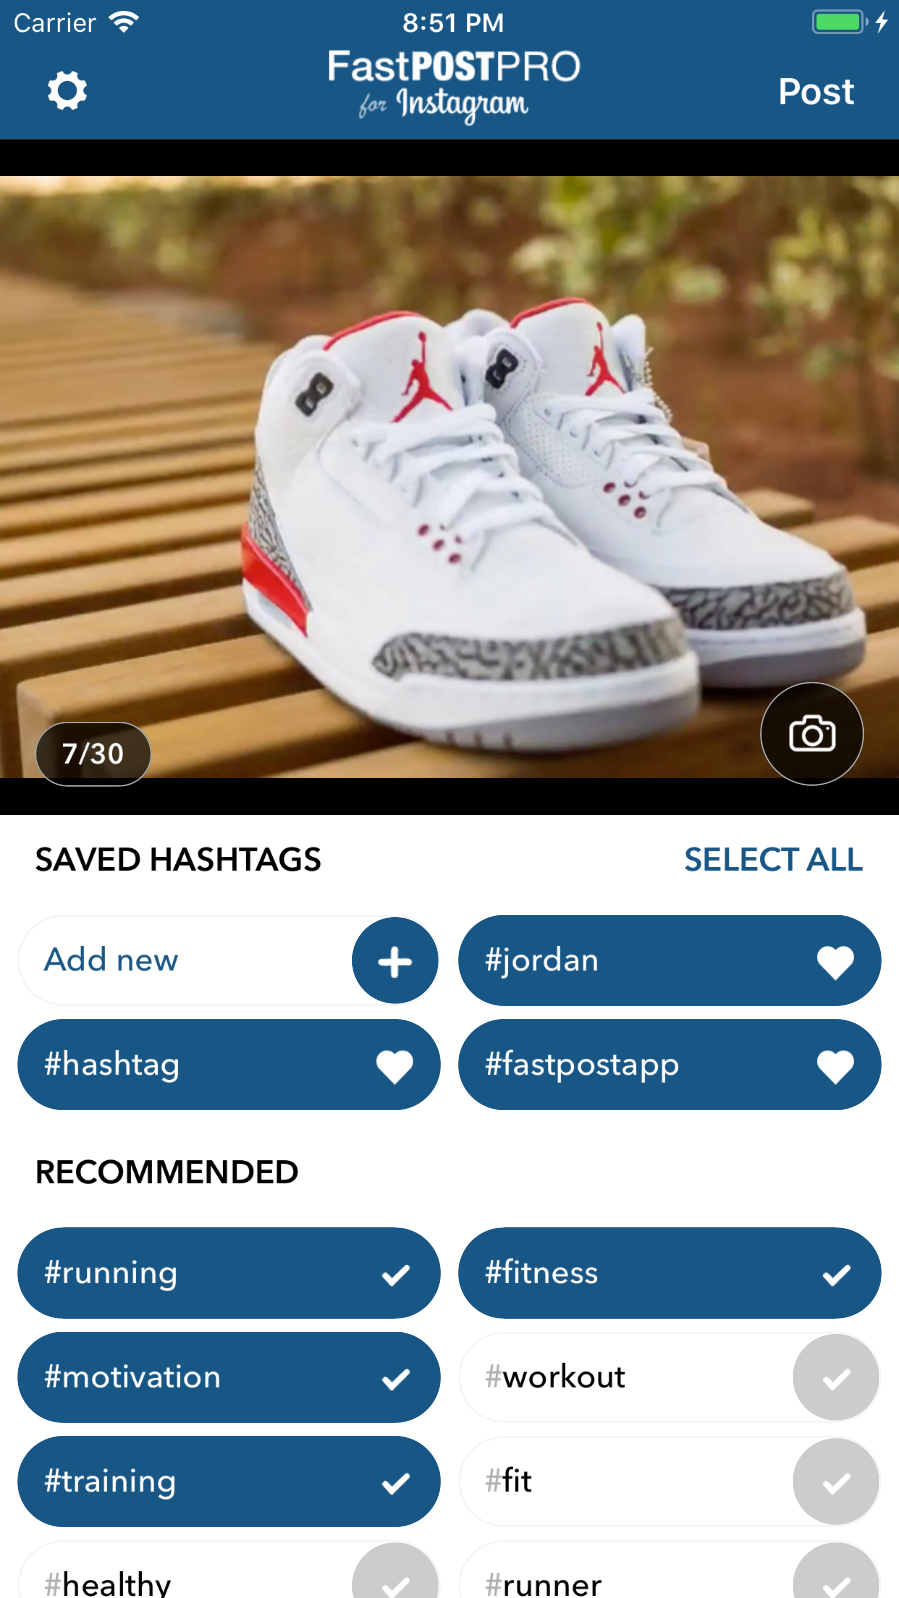 Carrier 8:51 PM
FastPOSTPRO
for Instagram
Post
7/30
SAVED HASHTAGS SELECT ALL
Add new #jordan
#hashtag #fastpostapp
RECOMMENDED
#running #fitness
#motivation #workout
#training #fit
#healthy #runner